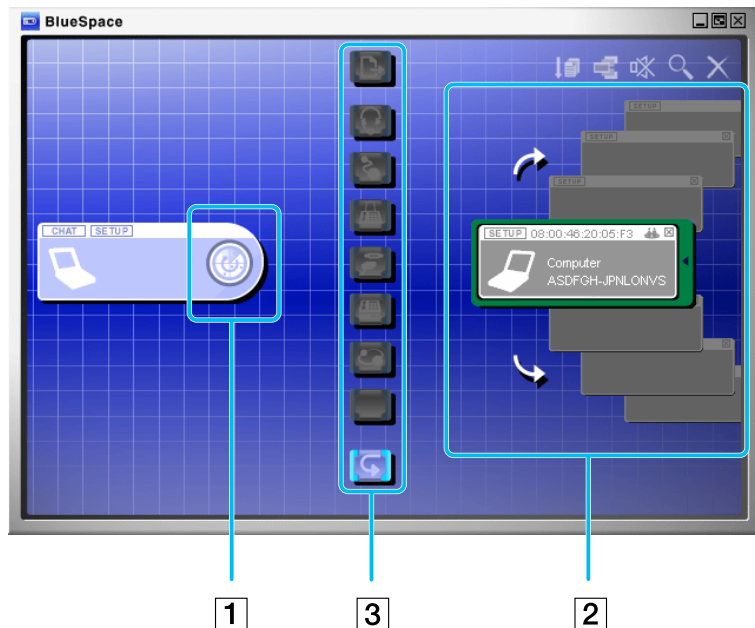 BlueSpace
SETUP
SETUP
SETUP
CHAT SETUP
SETUP 08:00:46:20:05:F3
Computer
ASDFGH-JPNLONVS
1 3 2